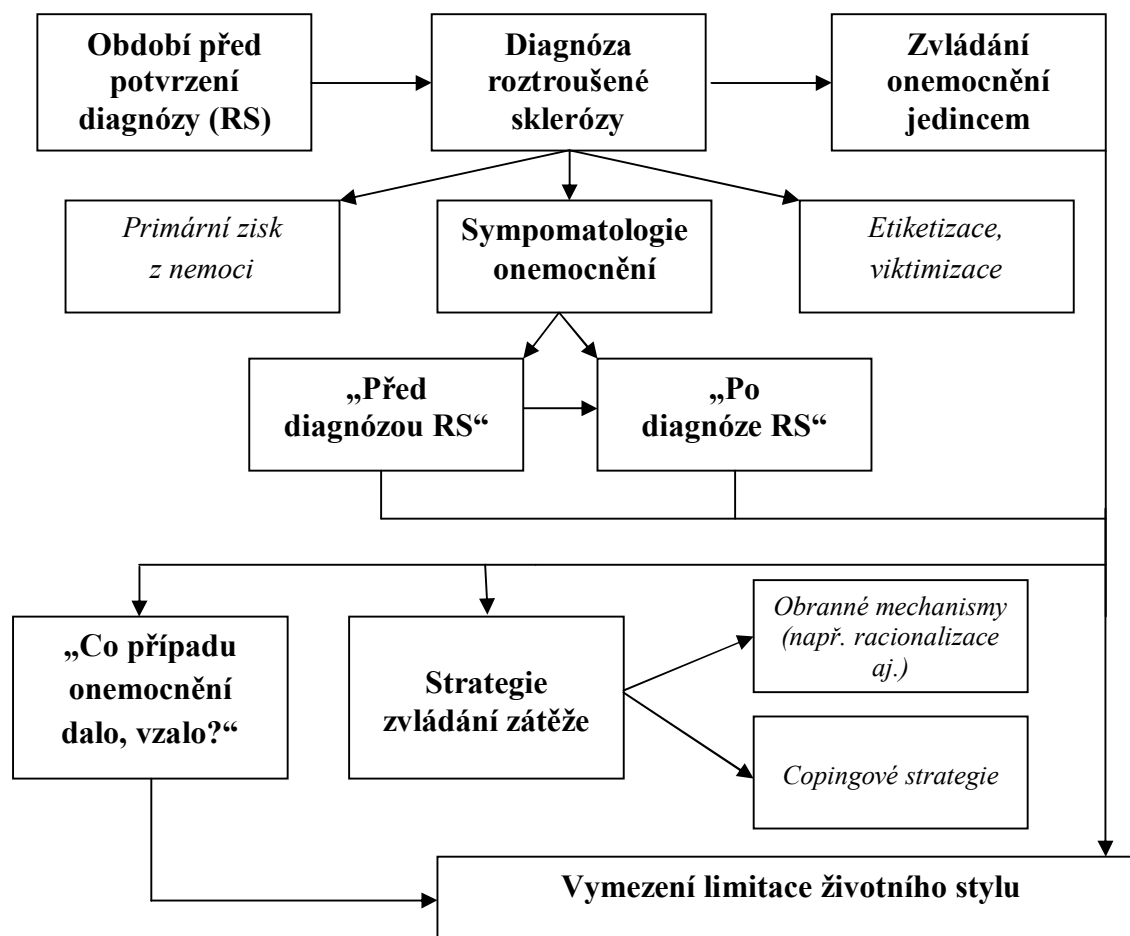 Období před
potvrzení
diagnózy (RS)
Diagnóza
roztroušené
sklerózy
Zvládání
onemocnění
jedincem
Primární zisk
z nemoci
Sympomatologie
onemocnění
Etiketizace,
viktimizace
„Před
diagnózou RS“
„Po
diagnóze RS“
„Co případu
onemocnění
dalo, vzalo?“
Strategie
zvládání zátěže
Obranné mechanismy
(např. racionalizace
aj.)
Copingové strategie
Vymezení limitace životního stylu